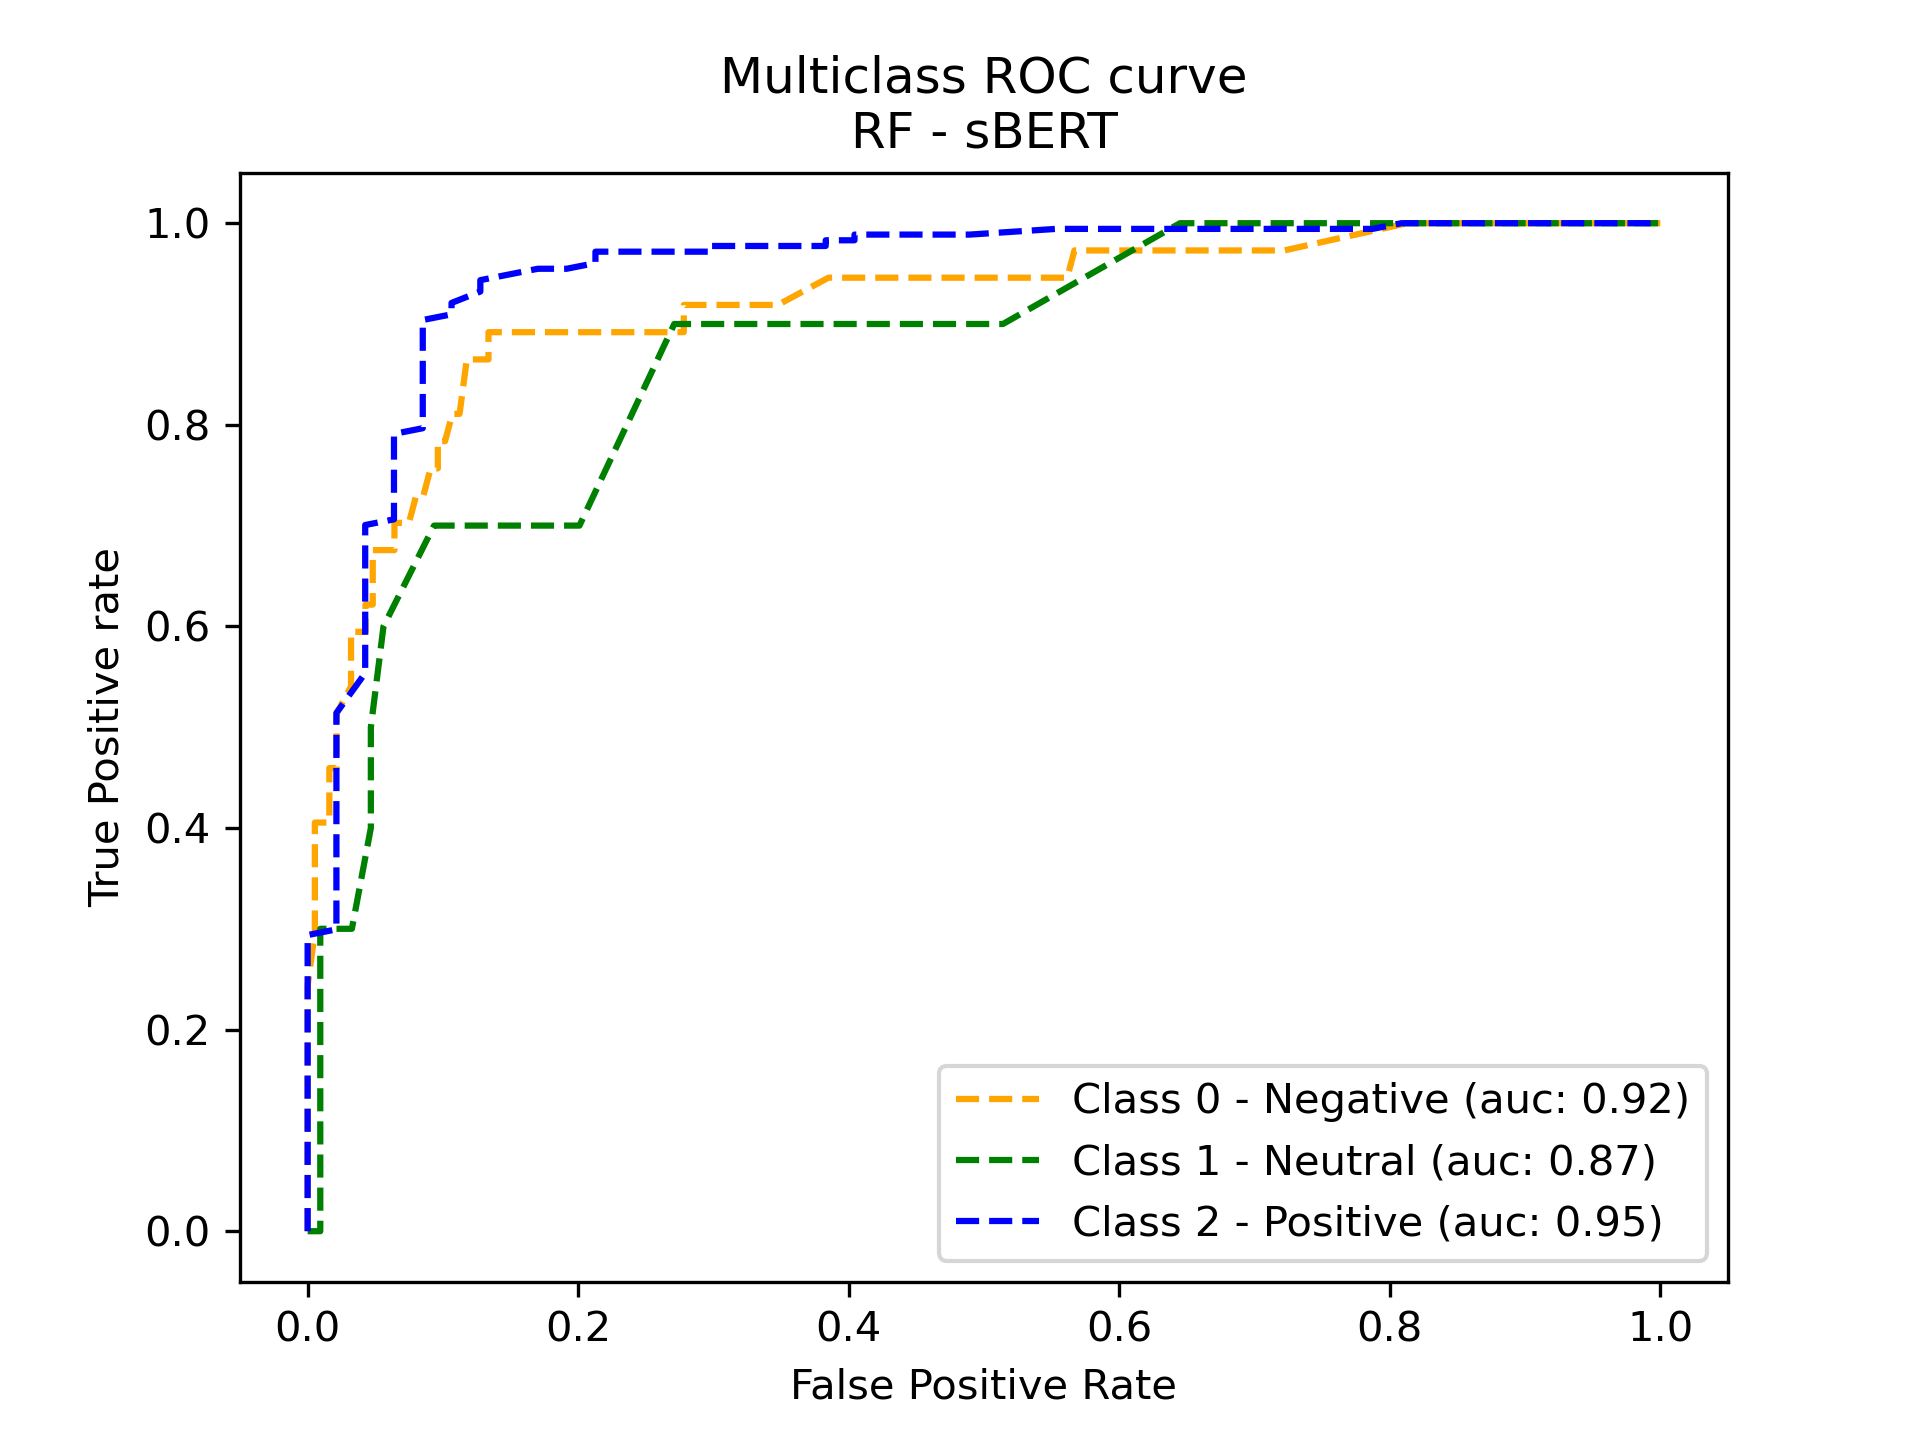 Multiclass ROC curve
RF - sBERT
True Positive rate
1.0
0.8
0.6
0.4
0.2
0.0
Class 0 - Negative (auc: 0.92)
Class 1 - Neutral (auc: 0.87)
Class 2 - Positive (auc: 0.95)
0.0 0.2 0.4 0.6 0.8 1.0
False Positive Rate